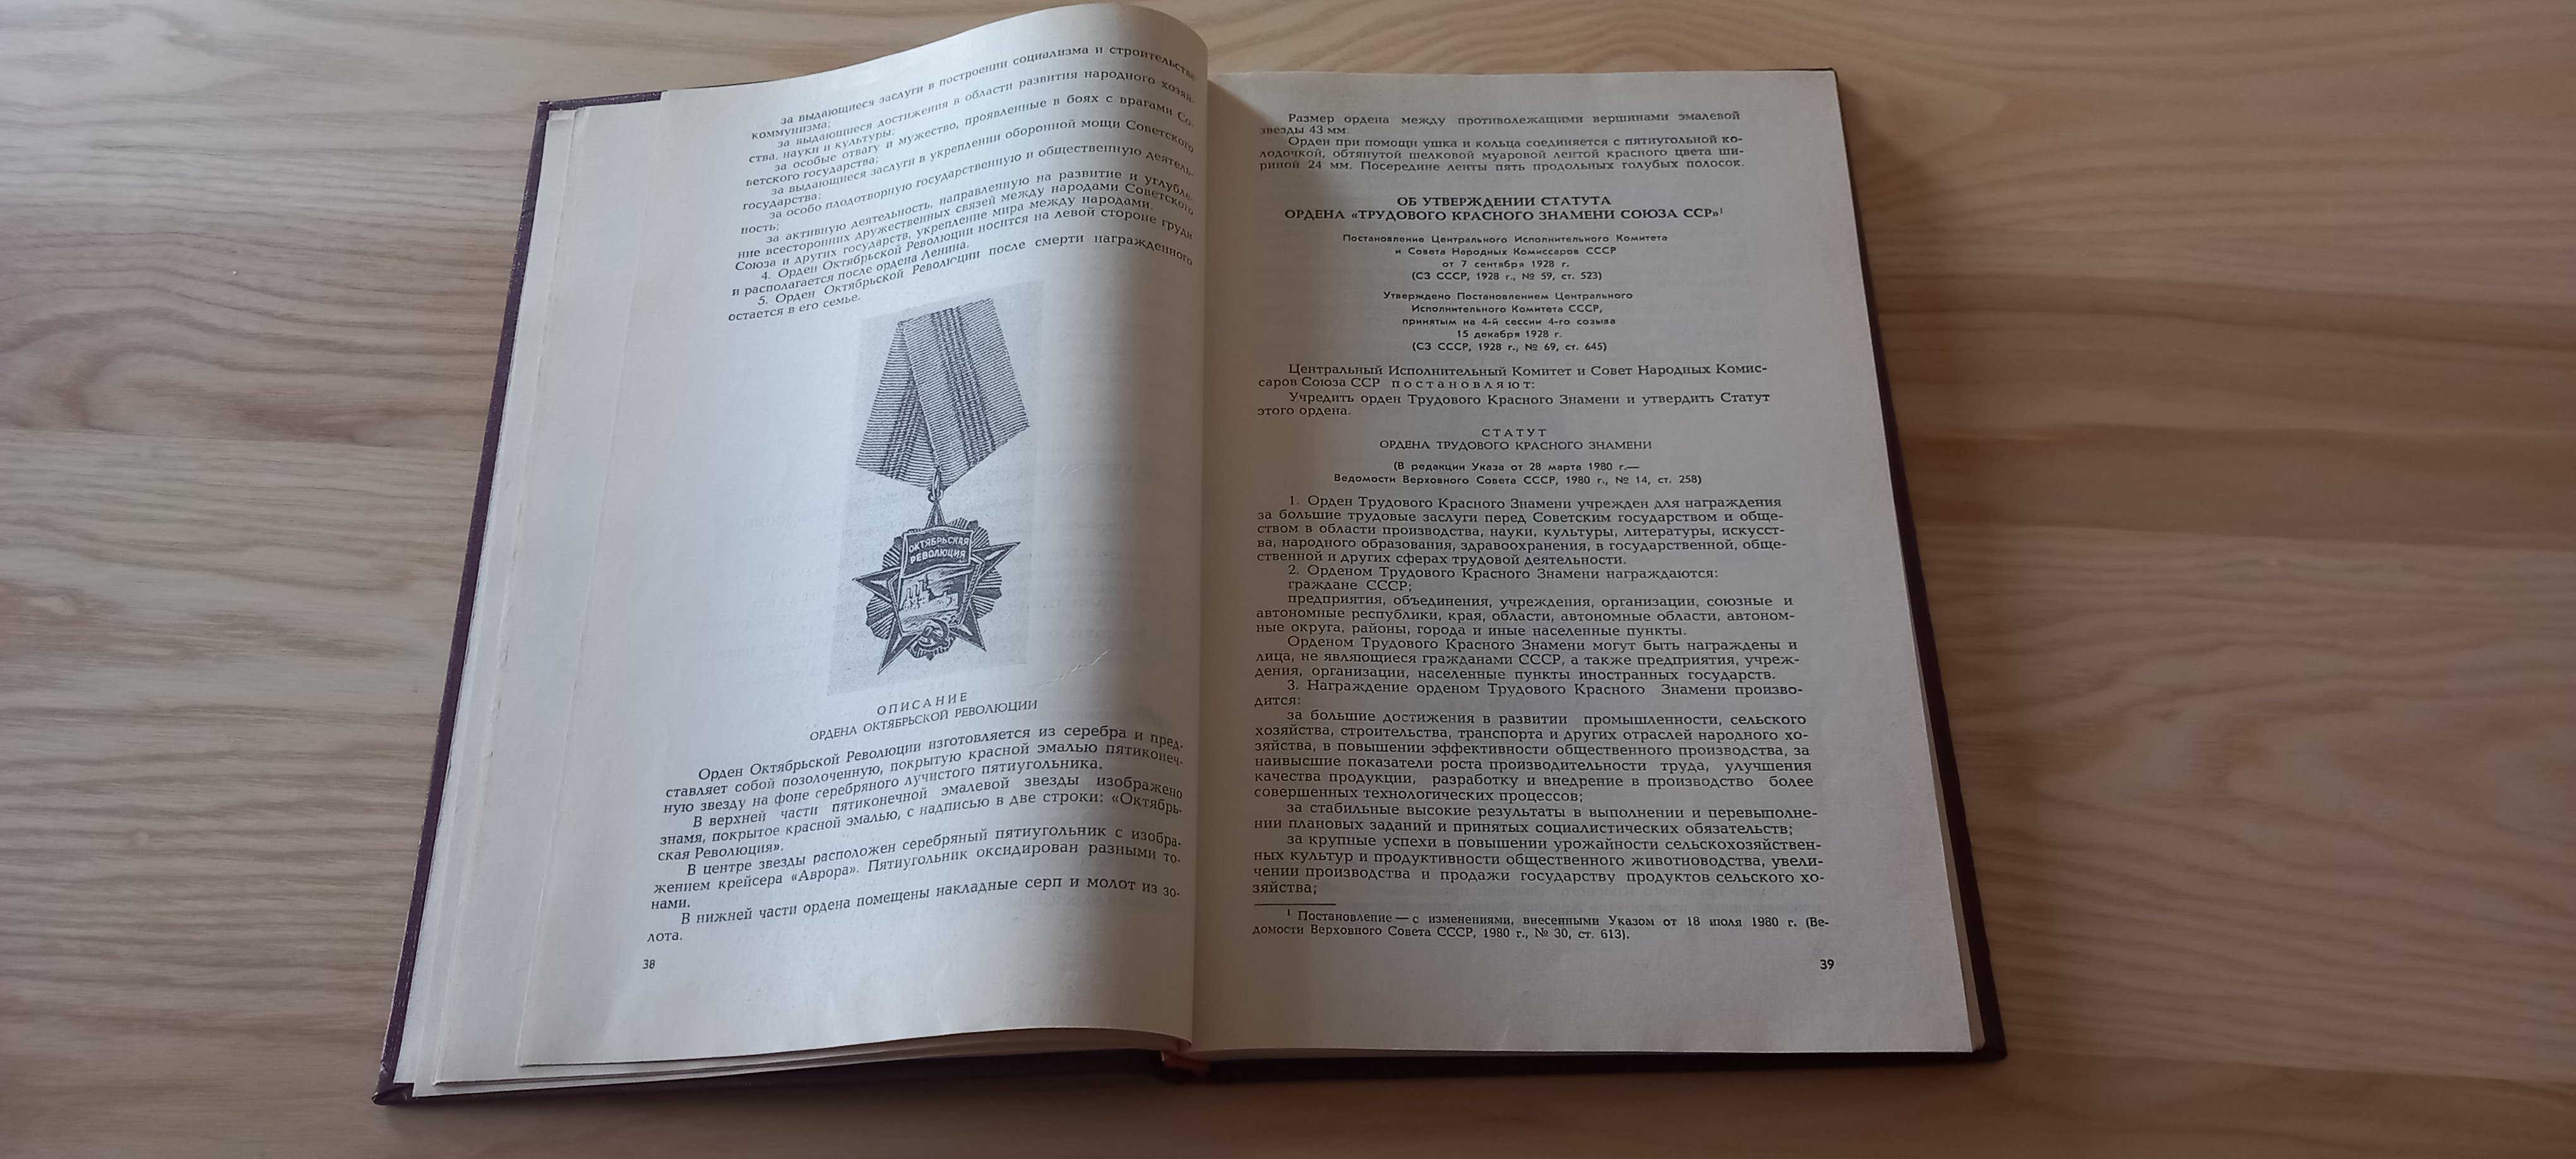 за выдающиеся заслуги в построении социализма и строительстве
коммунизма;
за выдающиеся достижения в области развития народного хозяй-
ства, науки и культуры;
за особые отвагу и мужество, проявленные в боях с врагами Со-
ветского государства;
за выдающиеся заслуги в укреплении оборонной мощи Советского
государства;
за особо плодотворную государственную и общественную деятель-
ность;
за активную деятельность, направленную на развитие и углубле-
ние всесторонних дружественных связей между народами Советского
Союза и других государств, укрепление мира между народами.
4. Орден Октябрьской Революции носится на левой стороне груди
и располагается после ордена Ленина.
5. Орден Октябрьской Революции после смерти награжденного
остается в его семье.
ОКТЯБРЬСКАЯ
РЕВОЛЮЦИЯ
ОПИСАНИЕ
ОРДЕНА ОКТЯБРЬСКОЙ РЕВОЛЮЦИИ
Орден Октябрьской Революции изготовляется из серебра и пред-
ставляет собой позолоченную, покрытую красной эмалью пятиконеч-
ную звезду на фоне серебряного лучистого пятиугольника.
В верхней части пятиконечной эмалевой звезды изображено
знамя, покрытое красной эмалью, с надписью в две строки: «Октябрь-
ская Революция».
В центре звезды расположен серебряный пятиугольник с изобра-
жением крейсера «Аврора». Пятиугольник оксидирован разными то-
нами.
В нижней части ордена помещены накладные серп и молот из зо-
лота.
38
Размер ордена между противолежащими вершинами эмалевой
звезды 43 мм.
Орден при помощи ушка и кольца соединяется с пятиугольной ко-
лодочкой, обтянутой шелковой муаровой лентой красного цвета ши-
риной 24 мм. Посередине ленты пять продольных голубых полосок.
ОБ УТВЕРЖДЕНИИ СТАТУТА
ОРДЕНА «ТРУДОВОГО КРАСНОГО ЗНАМЕНИ СОЮЗА ССР»¹
Постановление Центрального Исполнительного Комитета
и Совета Народных Комиссаров СССР
от 7 сентября 1928 г.
(СЗ СССР, 1928 г., № 59, ст. 523)
Утверждено Постановлением Центрального
Исполнительного Комитета СССР,
принятым на 4-й сессии 4-го созыва
15 декабря 1928 г.
(СЗ СССР, 1928 г., № 69, ст. 645)
Центральный Исполнительный Комитет и Совет Народных Комис-
саров Союза ССР постановляют:
Учредить орден Трудового Красного Знамени и утвердить Статут
этого ордена.
СТАТУТ
ОРДЕНА ТРУДОВОГО КРАСНОГО ЗНАМЕНИ
(В редакции Указа от 28 марта 1980 г.—
Ведомости Верховного Совета СССР, 1980 г., № 14, ст. 258)
1. Орден Трудового Красного Знамени учрежден для награждения
за большие трудовые заслуги перед Советским государством и обще-
ством в области производства, науки, культуры, литературы, искусст-
ва, народного образования, здравоохранения, в государственной, обще-
ственной и других сферах трудовой деятельности.
2. Орденом Трудового Красного Знамени награждаются:
граждане СССР;
предприятия, объединения, учреждения, организации, союзные и
автономные республики, края, области, автономные области, автоном-
ные округа, районы, города и иные населенные пункты.
Орденом Трудового Красного Знамени могут быть награждены и
лица, не являющиеся гражданами СССР, а также предприятия, учреж-
дения, организации, населенные пункты иностранных государств.
3. Награждение орденом Трудового Красного Знамени произво-
дится:
за большие достижения в развитии промышленности, сельского
хозяйства, строительства, транспорта и других отраслей народного хо-
зяйства, в повышении эффективности общественного производства, за
наивысшие показатели роста производительности труда, улучшения
качества продукции, разработку и внедрение в производство более
совершенных технологических процессов;
за стабильные высокие результаты в выполнении и перевыполне-
нии плановых заданий и принятых социалистических обязательств;
за крупные успехи в повышении урожайности сельскохозяйствен-
ных культур и продуктивности общественного животноводства, увели-
чении производства и продажи государству продуктов сельского хо-
зяйства;
¹ Постановление — с изменениями, внесенными Указом от 18 июля 1980 г. (Ве-
домости Верховного Совета СССР, 1980 г., № 30, ст. 613).
39